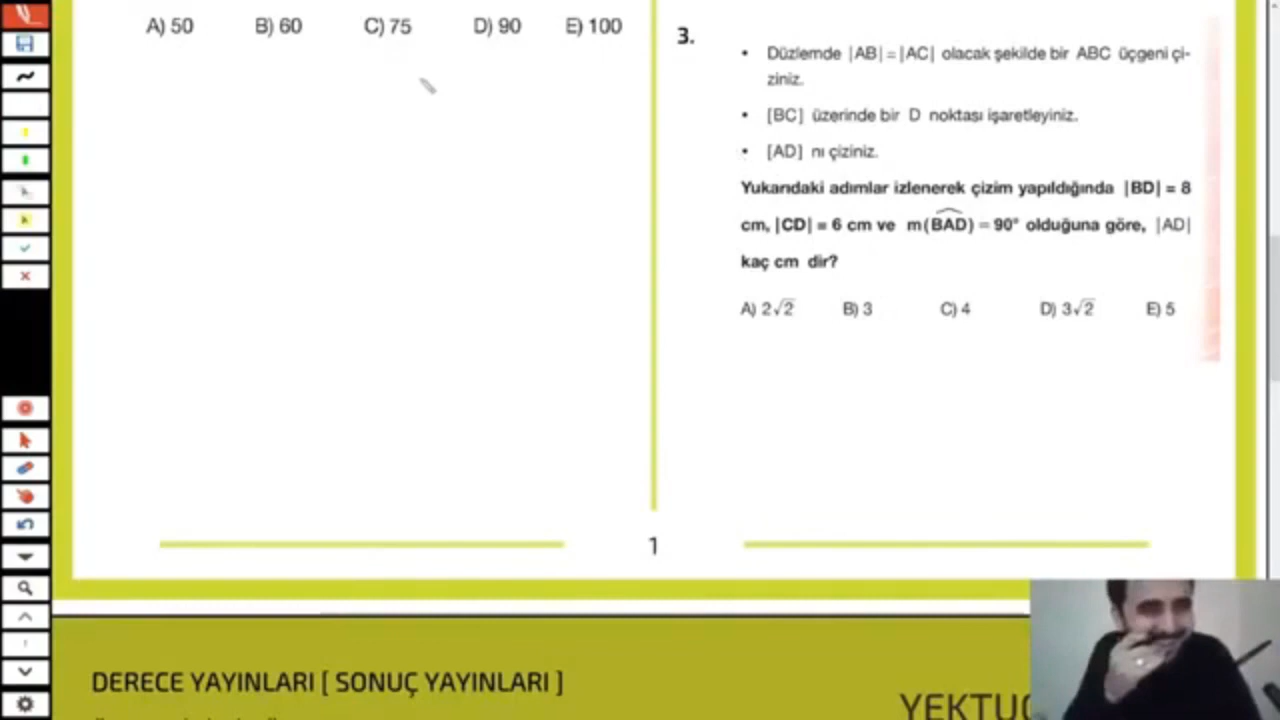 A) 50 B) 60 C) 75 D) 90 E) 100
3.
• Düzlemde |AB| = |AC| olacak şekilde bir ABC üçgeni çi-
ziniz.
• [BC] üzerinde bir D noktası işaretleyiniz.
• [AD] nı çiziniz.
Yukarıdaki adımlar izlenerek çizim yapıldığında |BD| = 8
cm, |CD| = 6 cm ve m(BAD) = 90° olduğuna göre, |AD|
kaç cm dir?
A) 2√2 B) 3 C) 4 D) 3√2 E) 5
1
DERECE YAYINLARI [ SONUÇ YAYINLARI ]